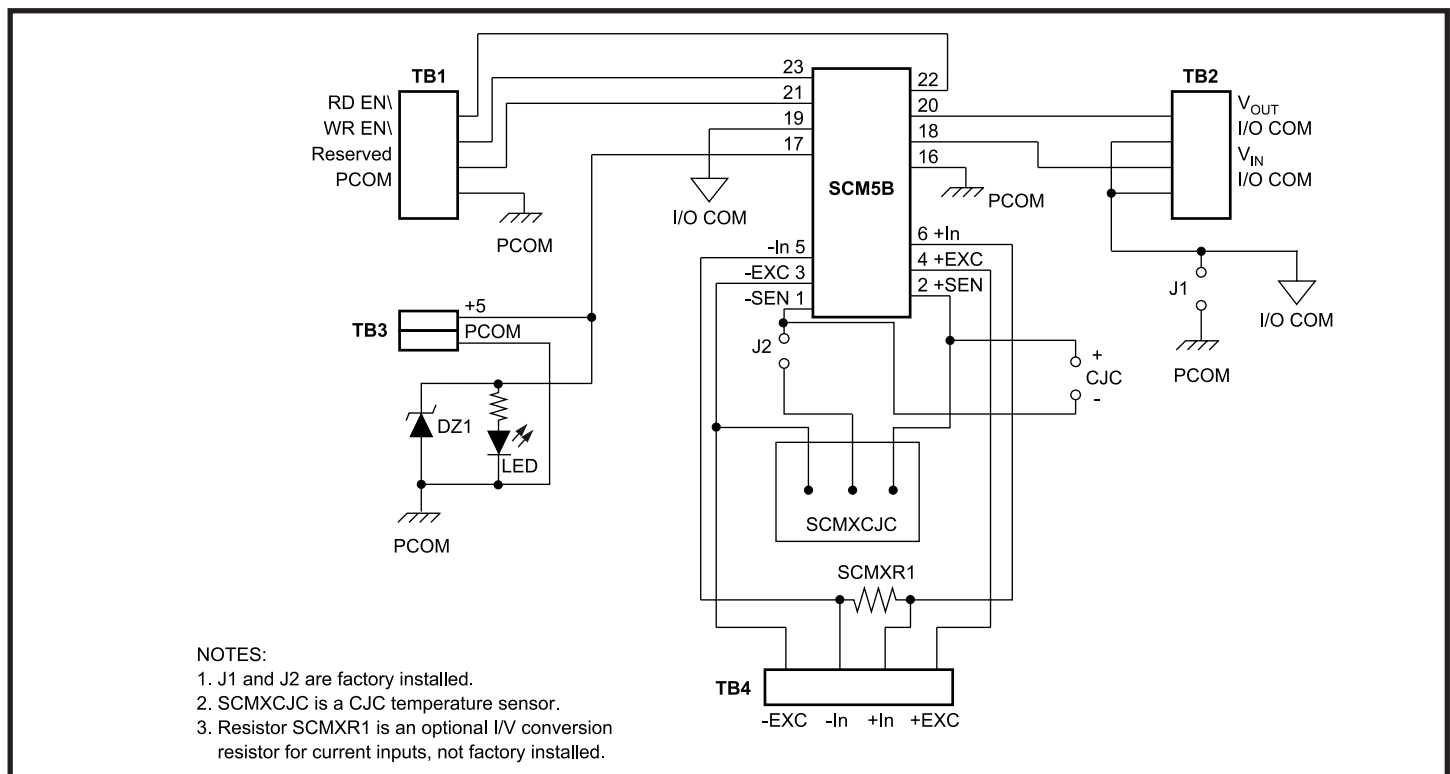 TB1
RD EN\
WR EN\
Reserved
PCOM
PCOM
23
21
19
17
I/O COM
SCM5B
22
20
18
16
PCOM
TB2
VOUT
I/O COM
VIN
I/O COM
-In 5
-EXC 3
-SEN 1
6 +In
4 +EXC
2 +SEN
J1
I/O COM
PCOM
TB3
+5
PCOM
J2
+
CJC
-
DZ1
LED
PCOM
SCMXCJC
SCMXR1
TB4
-EXC -In +In +EXC
NOTES:
1. J1 and J2 are factory installed.
2. SCMXCJC is a CJC temperature sensor.
3. Resistor SCMXR1 is an optional I/V conversion
resistor for current inputs, not factory installed.